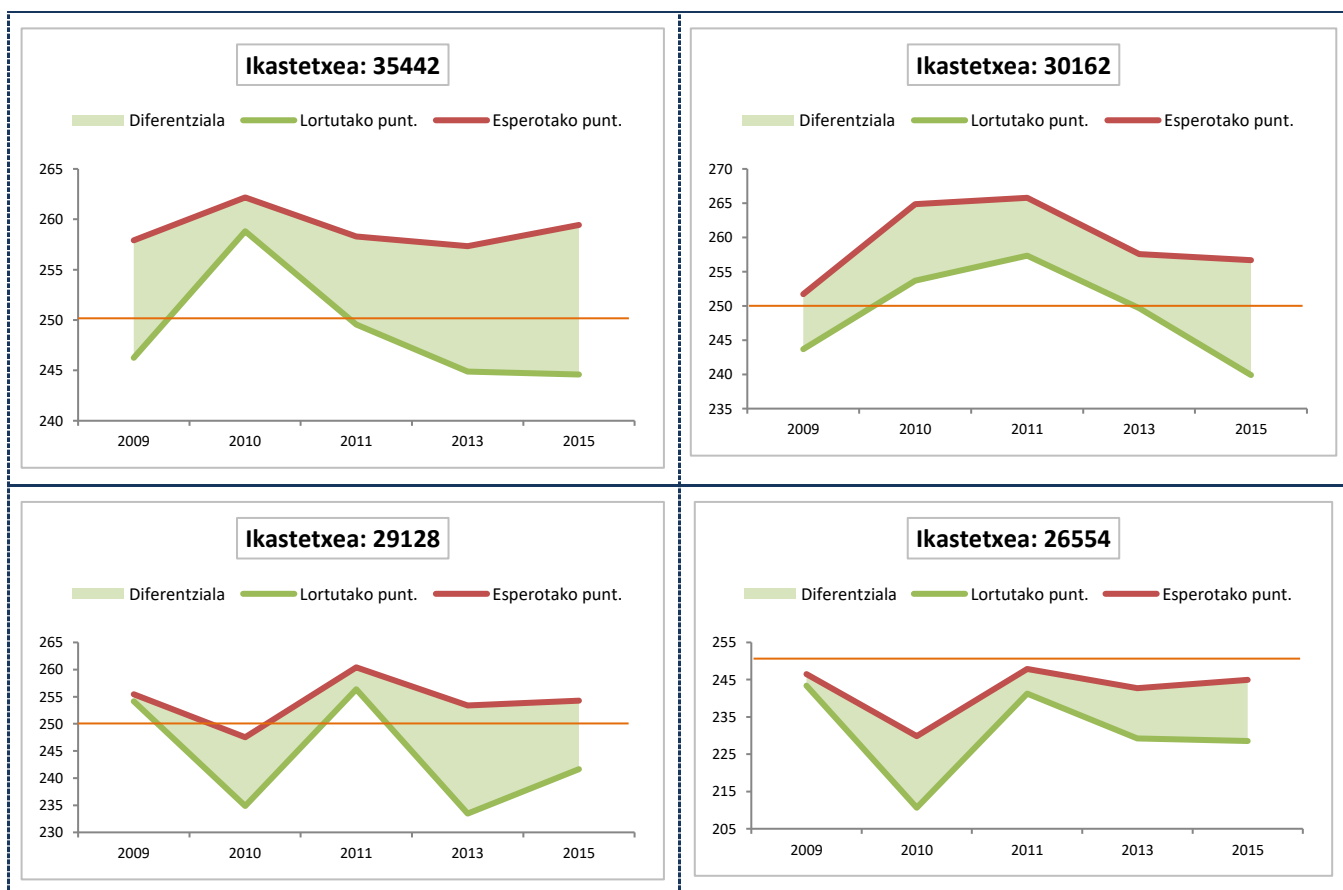 Ikastetxea: 35442
Diferentziala Lortutako punt. Esperotako punt.
265
260
255
250
245
240
2009 2010 2011 2013 2015
Ikastetxea: 30162
Diferentziala Lortutako punt. Esperotako punt.
270
265
260
255
250
245
240
235
2009 2010 2011 2013 2015
Ikastetxea: 29128
Diferentziala Lortutako punt. Esperotako punt.
265
260
255
250
245
240
235
230
2009 2010 2011 2013 2015
Ikastetxea: 26554
Diferentziala Lortutako punt. Esperotako punt.
255
245
235
225
215
205
2009 2010 2011 2013 2015